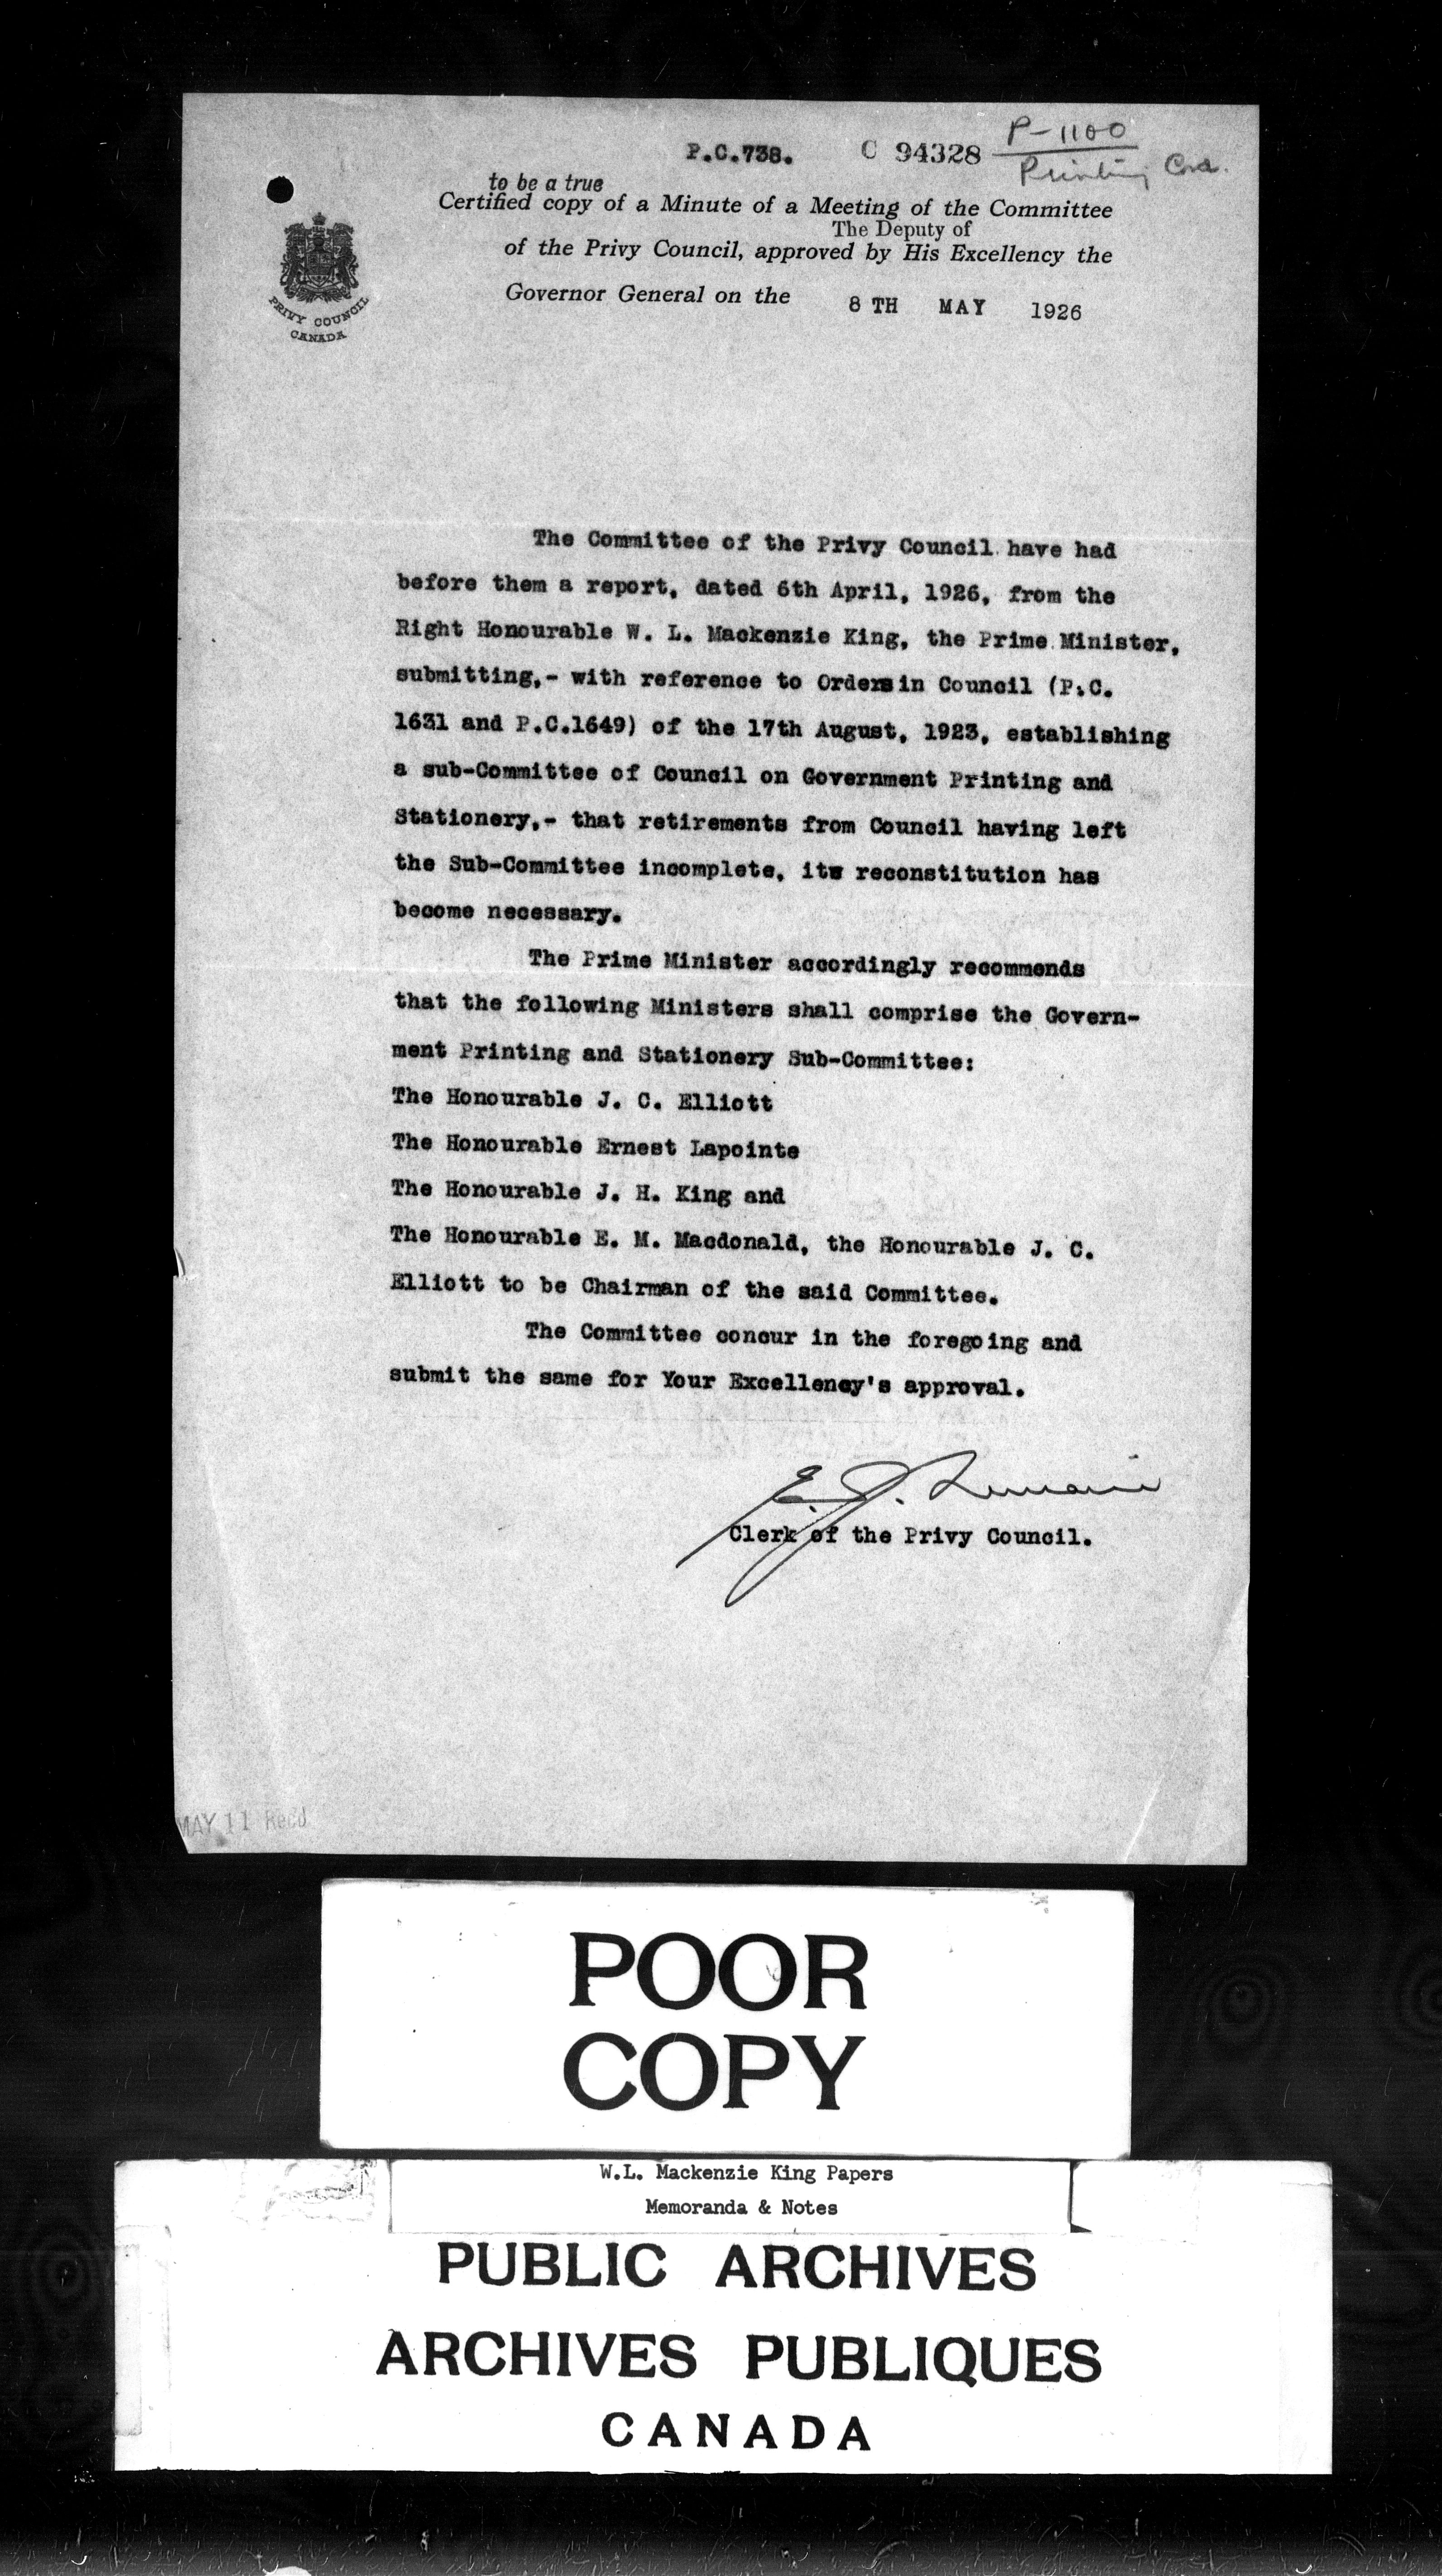 P.C.738. C 94328 P-1100
Printing Com.
to be a true
Certified copy of a Minute of a Meeting of the Committee
The Deputy of
of the Privy Council, approved by His Excellency the
Governor General on the 8TH MAY 1926
PRIVY COUNCIL
CANADA
The Committee of the Privy Council have had
before them a report, dated 6th April, 1926, from the
Right Honourable W. L. Mackenzie King, the Prime Minister,
submitting,- with reference to Orders in Council (P.C.
1631 and P.C.1649) of the 17th August, 1923, establishing
a sub-Committee of Council on Government Printing and
Stationery,- that retirements from Council having left
the Sub-Committee incomplete, its reconstitution has
become necessary.
The Prime Minister accordingly recommends
that the following Ministers shall comprise the Govern-
ment Printing and Stationery Sub-Committee:
The Honourable J. C. Elliott
The Honourable Ernest Lapointe
The Honourable J. H. King and
The Honourable E. M. Macdonald, the Honourable J. C.
Elliott to be Chairman of the said Committee.
The Committee concur in the foregoing and
submit the same for Your Excellency's approval.
E. J. Lemaire
Clerk of the Privy Council.
MAY 11 Recd
POOR
COPY
W.L. Mackenzie King Papers
Memoranda & Notes
PUBLIC ARCHIVES
ARCHIVES PUBLIQUES
CANADA